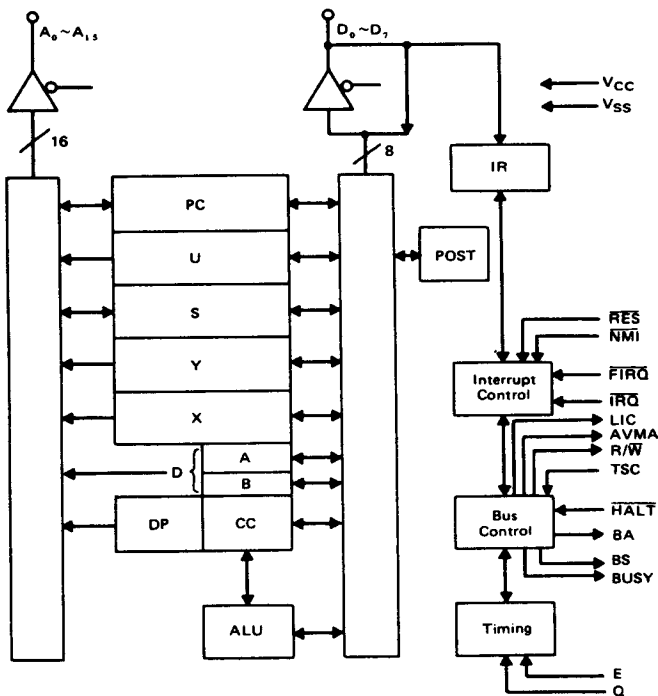 A₀~A₁₅
D₀~D₇
VCC
VSS
16
8
IR
PC
U
POST
S
RES
NMI
Y
FIRQ
Interrupt
Control
IRQ
X
LIC
AVMA
R/W
A
D {
TSC
B
HALT
DP
CC
Bus
Control
BA
BS
BUSY
ALU
Timing
E
Q